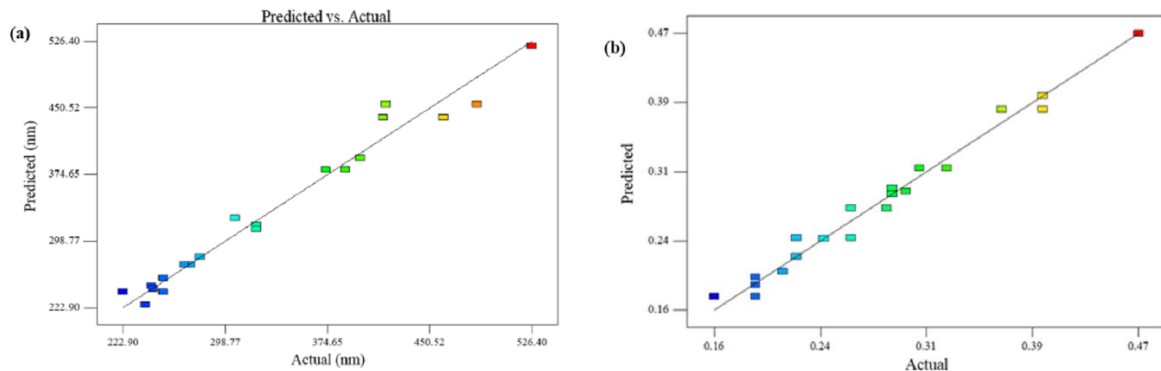 Predicted vs. Actual
(a)
526.40
450.52
374.65
298.77
222.90
Predicted (nm)
222.90 298.77 374.65 450.52 526.40
Actual (nm)
(b)
0.47
0.39
0.31
0.24
0.16
Predicted
0.16 0.24 0.31 0.39 0.47
Actual